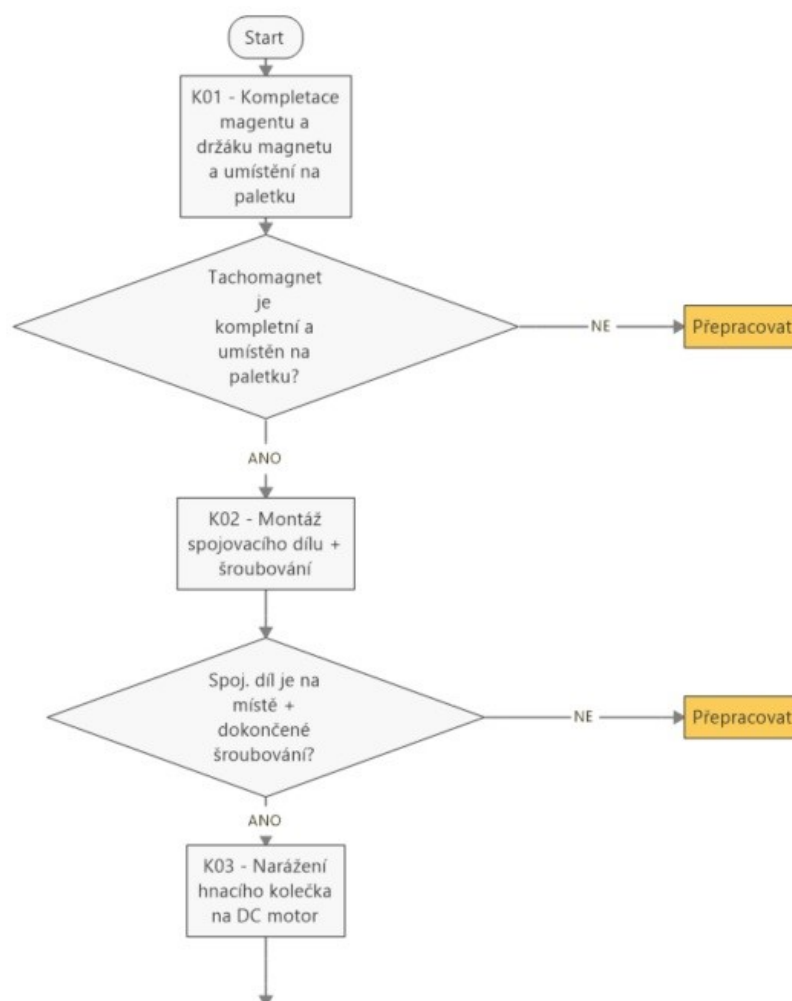 Start
K01 - Kompletace
magentu a
držáku magnetu
a umístění na
paletku
Tachomagnet
je
kompletní a
umístěn na
paletku?
NE
Přepracovat
ANO
K02 - Montáž
spojovacího dílu +
šroubování
Spoj. díl je na
místě +
dokončené
šroubování?
NE
Přepracovat
ANO
K03 - Narážení
hnacího kolečka
na DC motor